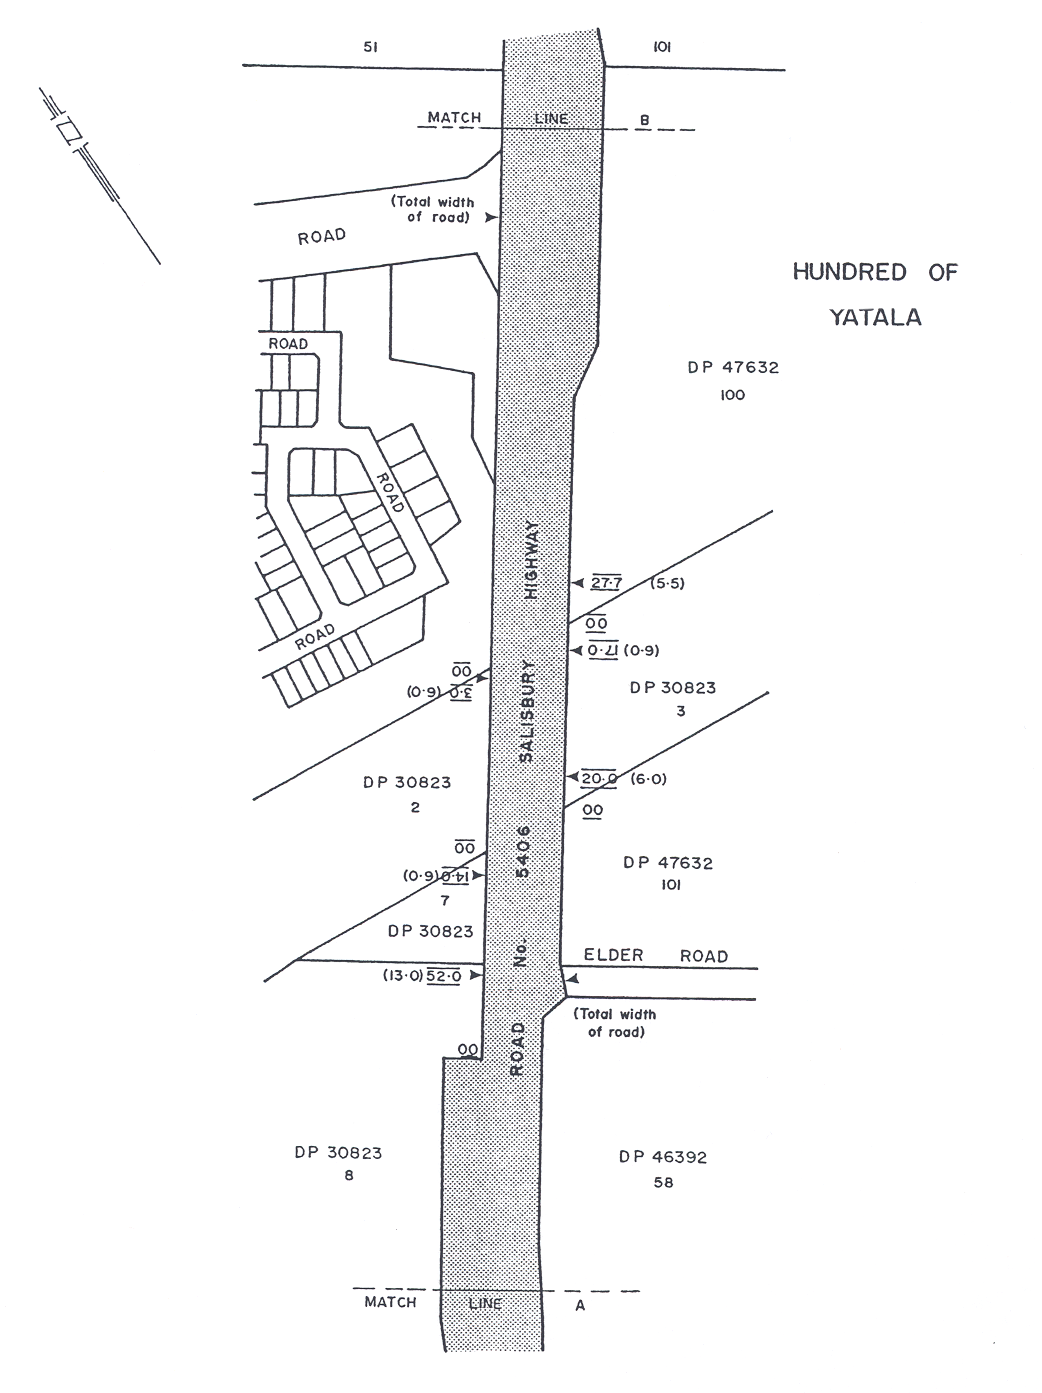 51
101
MATCH LINE B
(Total width
of road)
ROAD
HUNDRED OF
YATALA
ROAD
DP 47632
100
ROAD
ROAD
27·7 (5·5)
00
17·0 (0·9)
00
3·0 (0·9)
DP 30823
3
20·0 (6·0)
00
DP 30823
2
00
14·0 (0·9)
7
DP 30823
DP 47632
101
ELDER ROAD
(13·0) 52·0
(Total width
of road)
00
ROAD No. 5406 SALISBURY HIGHWAY
DP 30823
8
DP 46392
58
MATCH LINE A